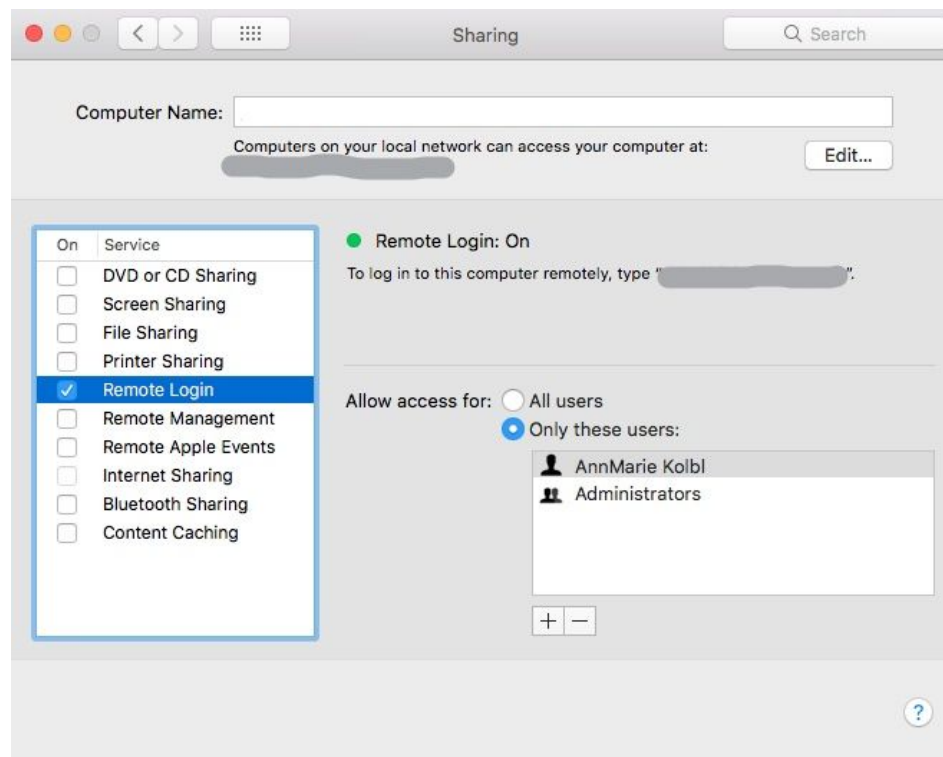 Sharing
Search
Computer Name:
Computers on your local network can access your computer at:
Edit...
On Service
DVD or CD Sharing
Screen Sharing
File Sharing
Printer Sharing
Remote Login
Remote Management
Remote Apple Events
Internet Sharing
Bluetooth Sharing
Content Caching
Remote Login: On
To log in to this computer remotely, type "                    ".
Allow access for: All users
Only these users:
AnnMarie Kolbl
Administrators
+ −
?